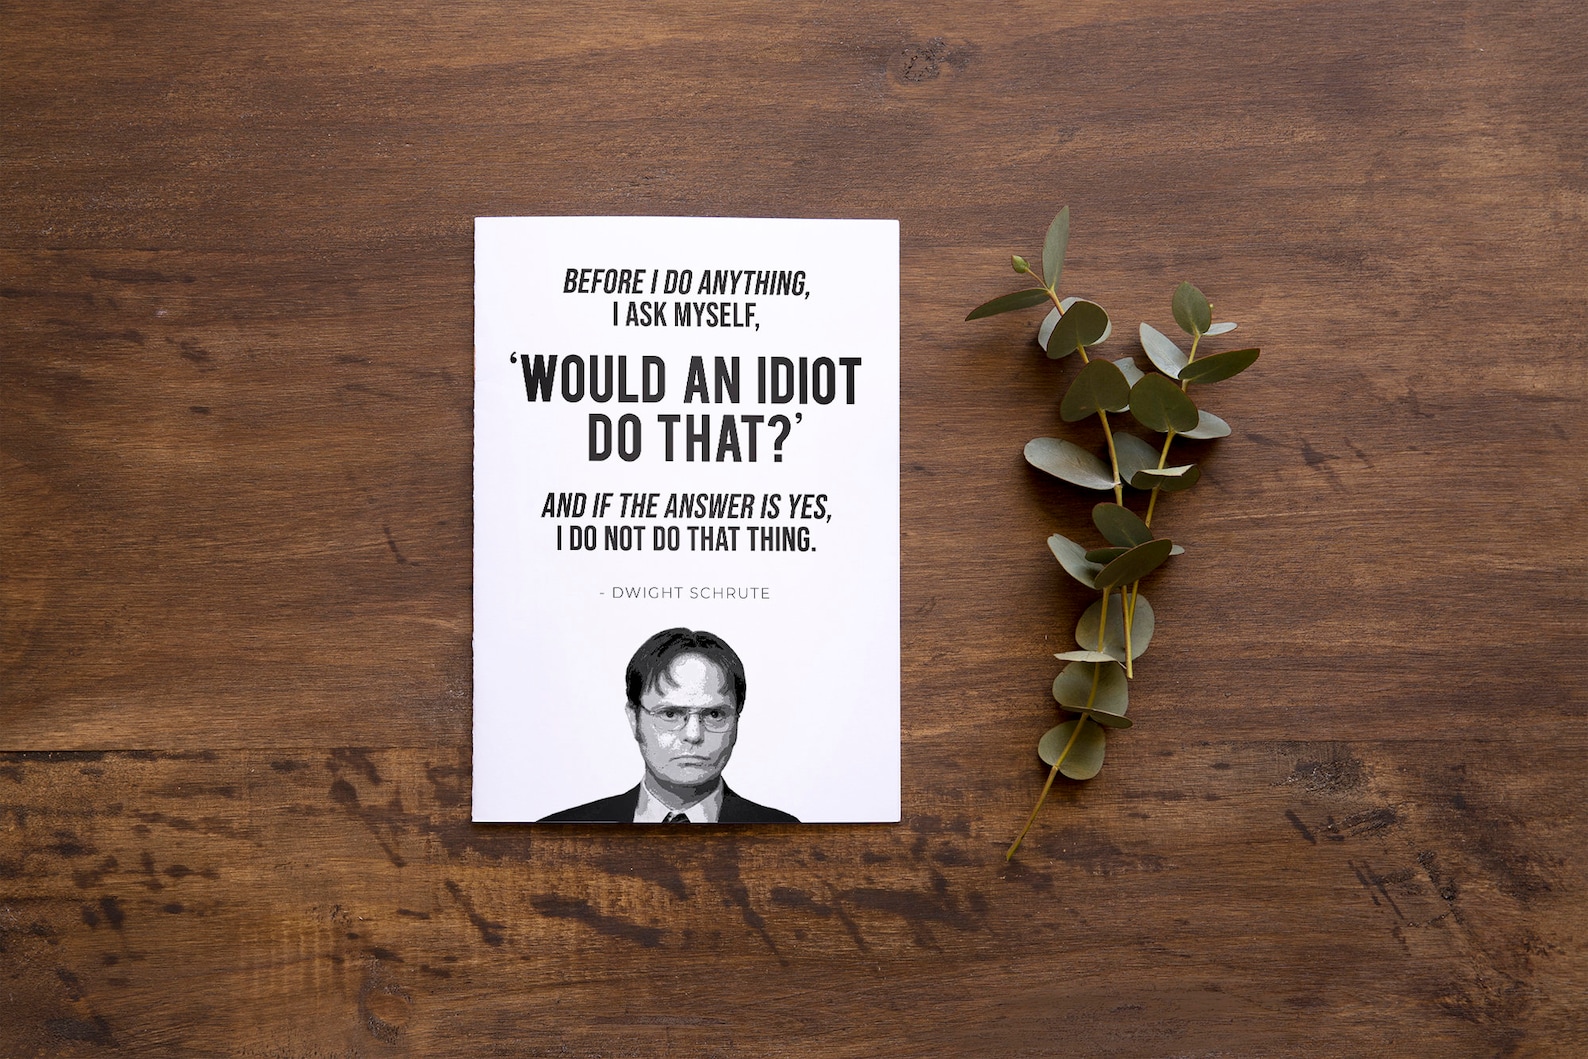 BEFORE I DO ANYTHING,
I ASK MYSELF,
‘WOULD AN IDIOT
DO THAT?’
AND IF THE ANSWER IS YES,
I DO NOT DO THAT THING.
- DWIGHT SCHRUTE